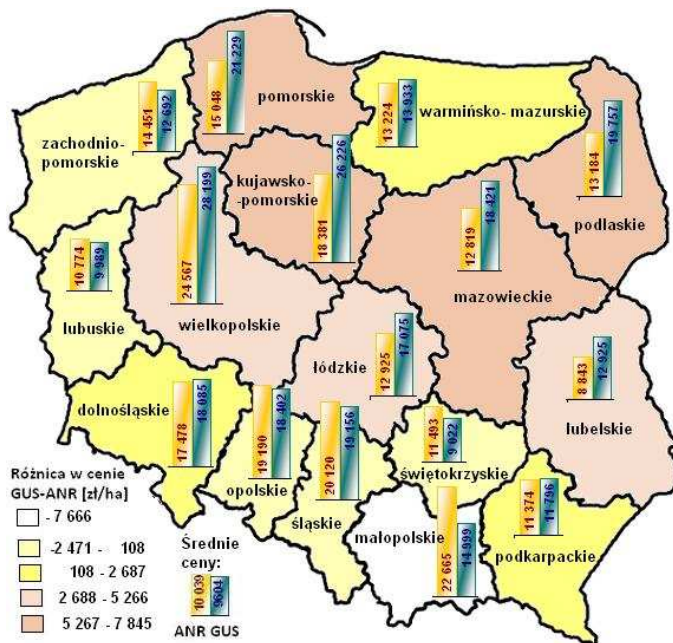 21 229
15 048
pomorskie
14 451
12 692
zachodnio-
pomorskie
13 224
13 933
warmińsko- mazurskie
19 757
13 184
podlaskie
28 199
24 567
wielkopolskie
kujawsko-
-pomorskie
26 226
18 381
18 421
12 819
mazowieckie
10 774
9 989
lubuskie
17 075
12 925
łódzkie
12 925
8 843
lubelskie
dolnośląskie
17 478
18 085
19 190
18 402
opolskie
20 120
19 156
śląskie
11 493
9 022
świętokrzyskie
małopolskie
22 665
14 999
11 374
11 796
podkarpackie
Różnica w cenie
GUS-ANR [zł/ha]
- 7 666
-2 471 - 108
108 - 2 687
2 688 - 5 266
5 267 - 7 845
Średnie
ceny:
10 039
9604
ANR GUS